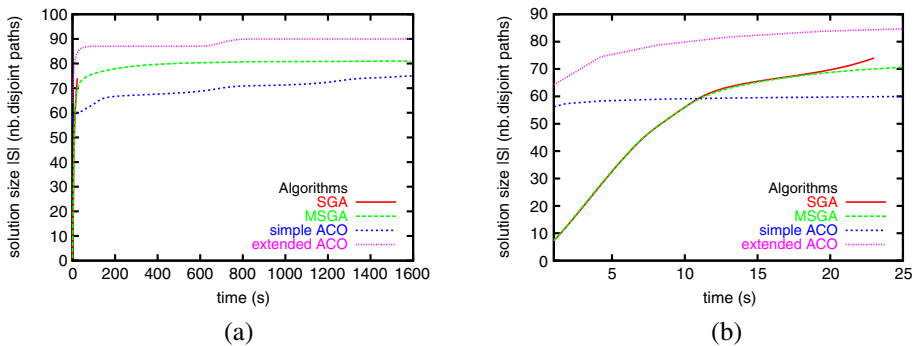 solution size |S| (nb.disjoint paths)
90
80
70
60
50
40
30
20
10
0
Algorithms
SGA
MSGA
simple ACO
extended ACO
0 200 400 600 800 1000 1200 1400 1600
time (s)
(a)
solution size |S| (nb.disjoint paths)
90
80
70
60
50
40
30
20
10
0
Algorithms
SGA
MSGA
simple ACO
extended ACO
5 10 15 20 25
time (s)
(b)